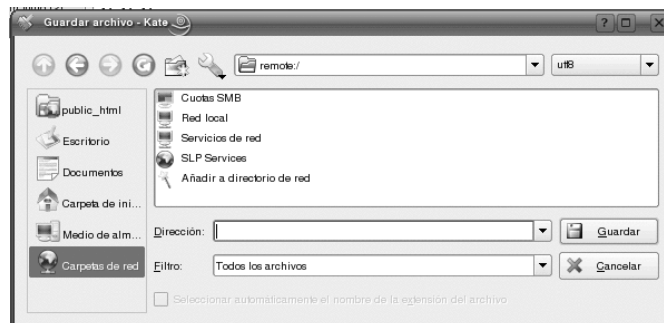 Guardar archivo - Kate
remote:/
utf8
public_html
Escritorio
Documentos
Carpeta de ini...
Medio de alm...
Carpetas de red
Cuotas SMB
Red local
Servicios de red
SLP Services
Añadir a directorio de red
Dirección:
Guardar
Filtro:
Todos los archivos
Cancelar
Seleccionar automáticamente el nombre de la extensión del archivo